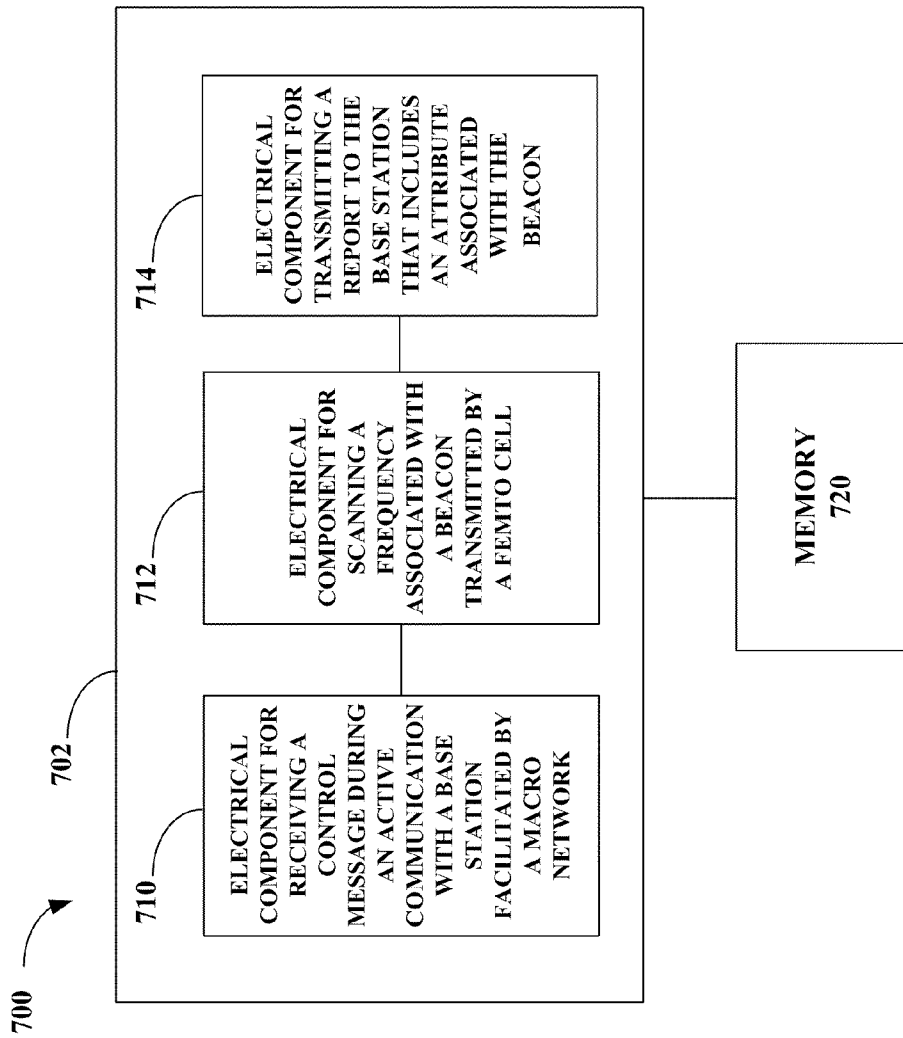 700
702
710
ELECTRICAL
COMPONENT FOR
RECEIVING A
CONTROL
MESSAGE DURING
AN ACTIVE
COMMUNICATION
WITH A BASE
STATION
FACILITATED BY
A MACRO
NETWORK
712
ELECTRICAL
COMPONENT FOR
SCANNING A
FREQUENCY
ASSOCIATED WITH
A BEACON
TRANSMITTED BY
A FEMTO CELL
714
ELECTRICAL
COMPONENT FOR
TRANSMITTING A
REPORT TO THE
BASE STATION
THAT INCLUDES
AN ATTRIBUTE
ASSOCIATED
WITH THE
BEACON
MEMORY
720